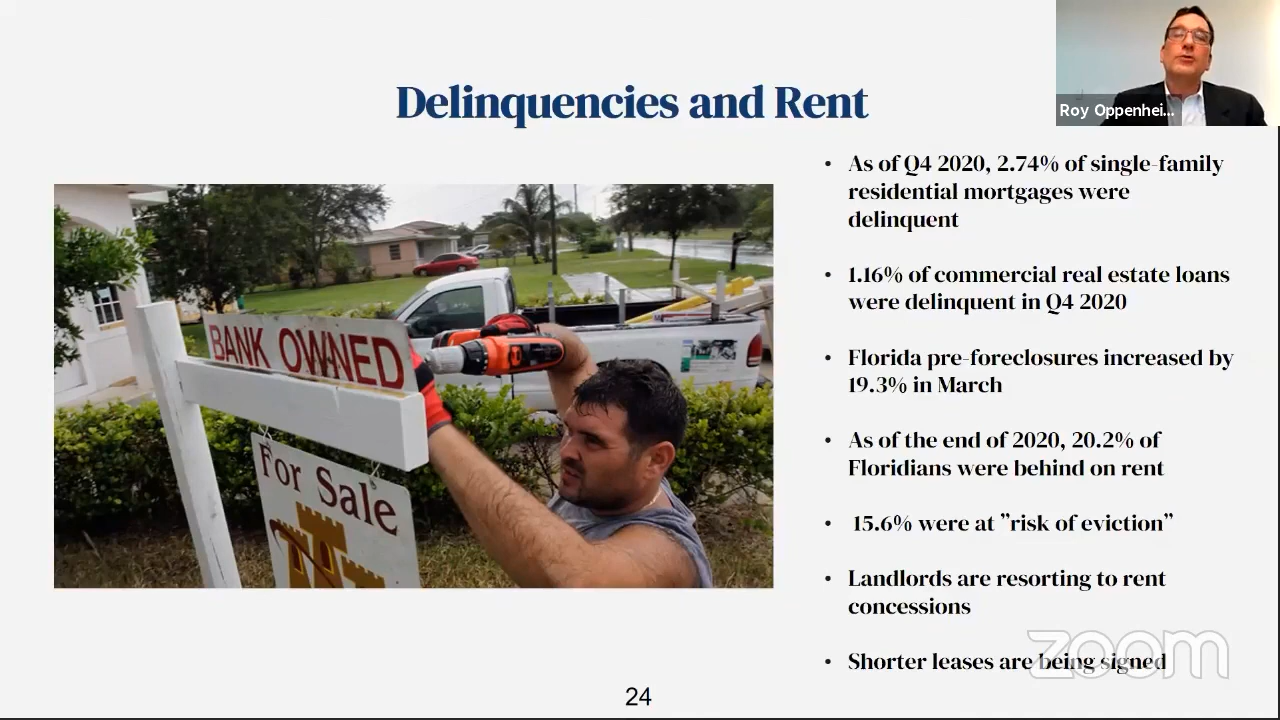 Delinquencies and Rent
Roy Oppenhei...
• As of Q4 2020, 2.74% of single-family
residential mortgages were
delinquent
• 1.16% of commercial real estate loans
were delinquent in Q4 2020
• Florida pre-foreclosures increased by
19.3% in March
• As of the end of 2020, 20.2% of
Floridians were behind on rent
• 15.6% were at ”risk of eviction”
• Landlords are resorting to rent
concessions
• Shorter leases are being signed
BANK OWNED
For Sale
zoom
24